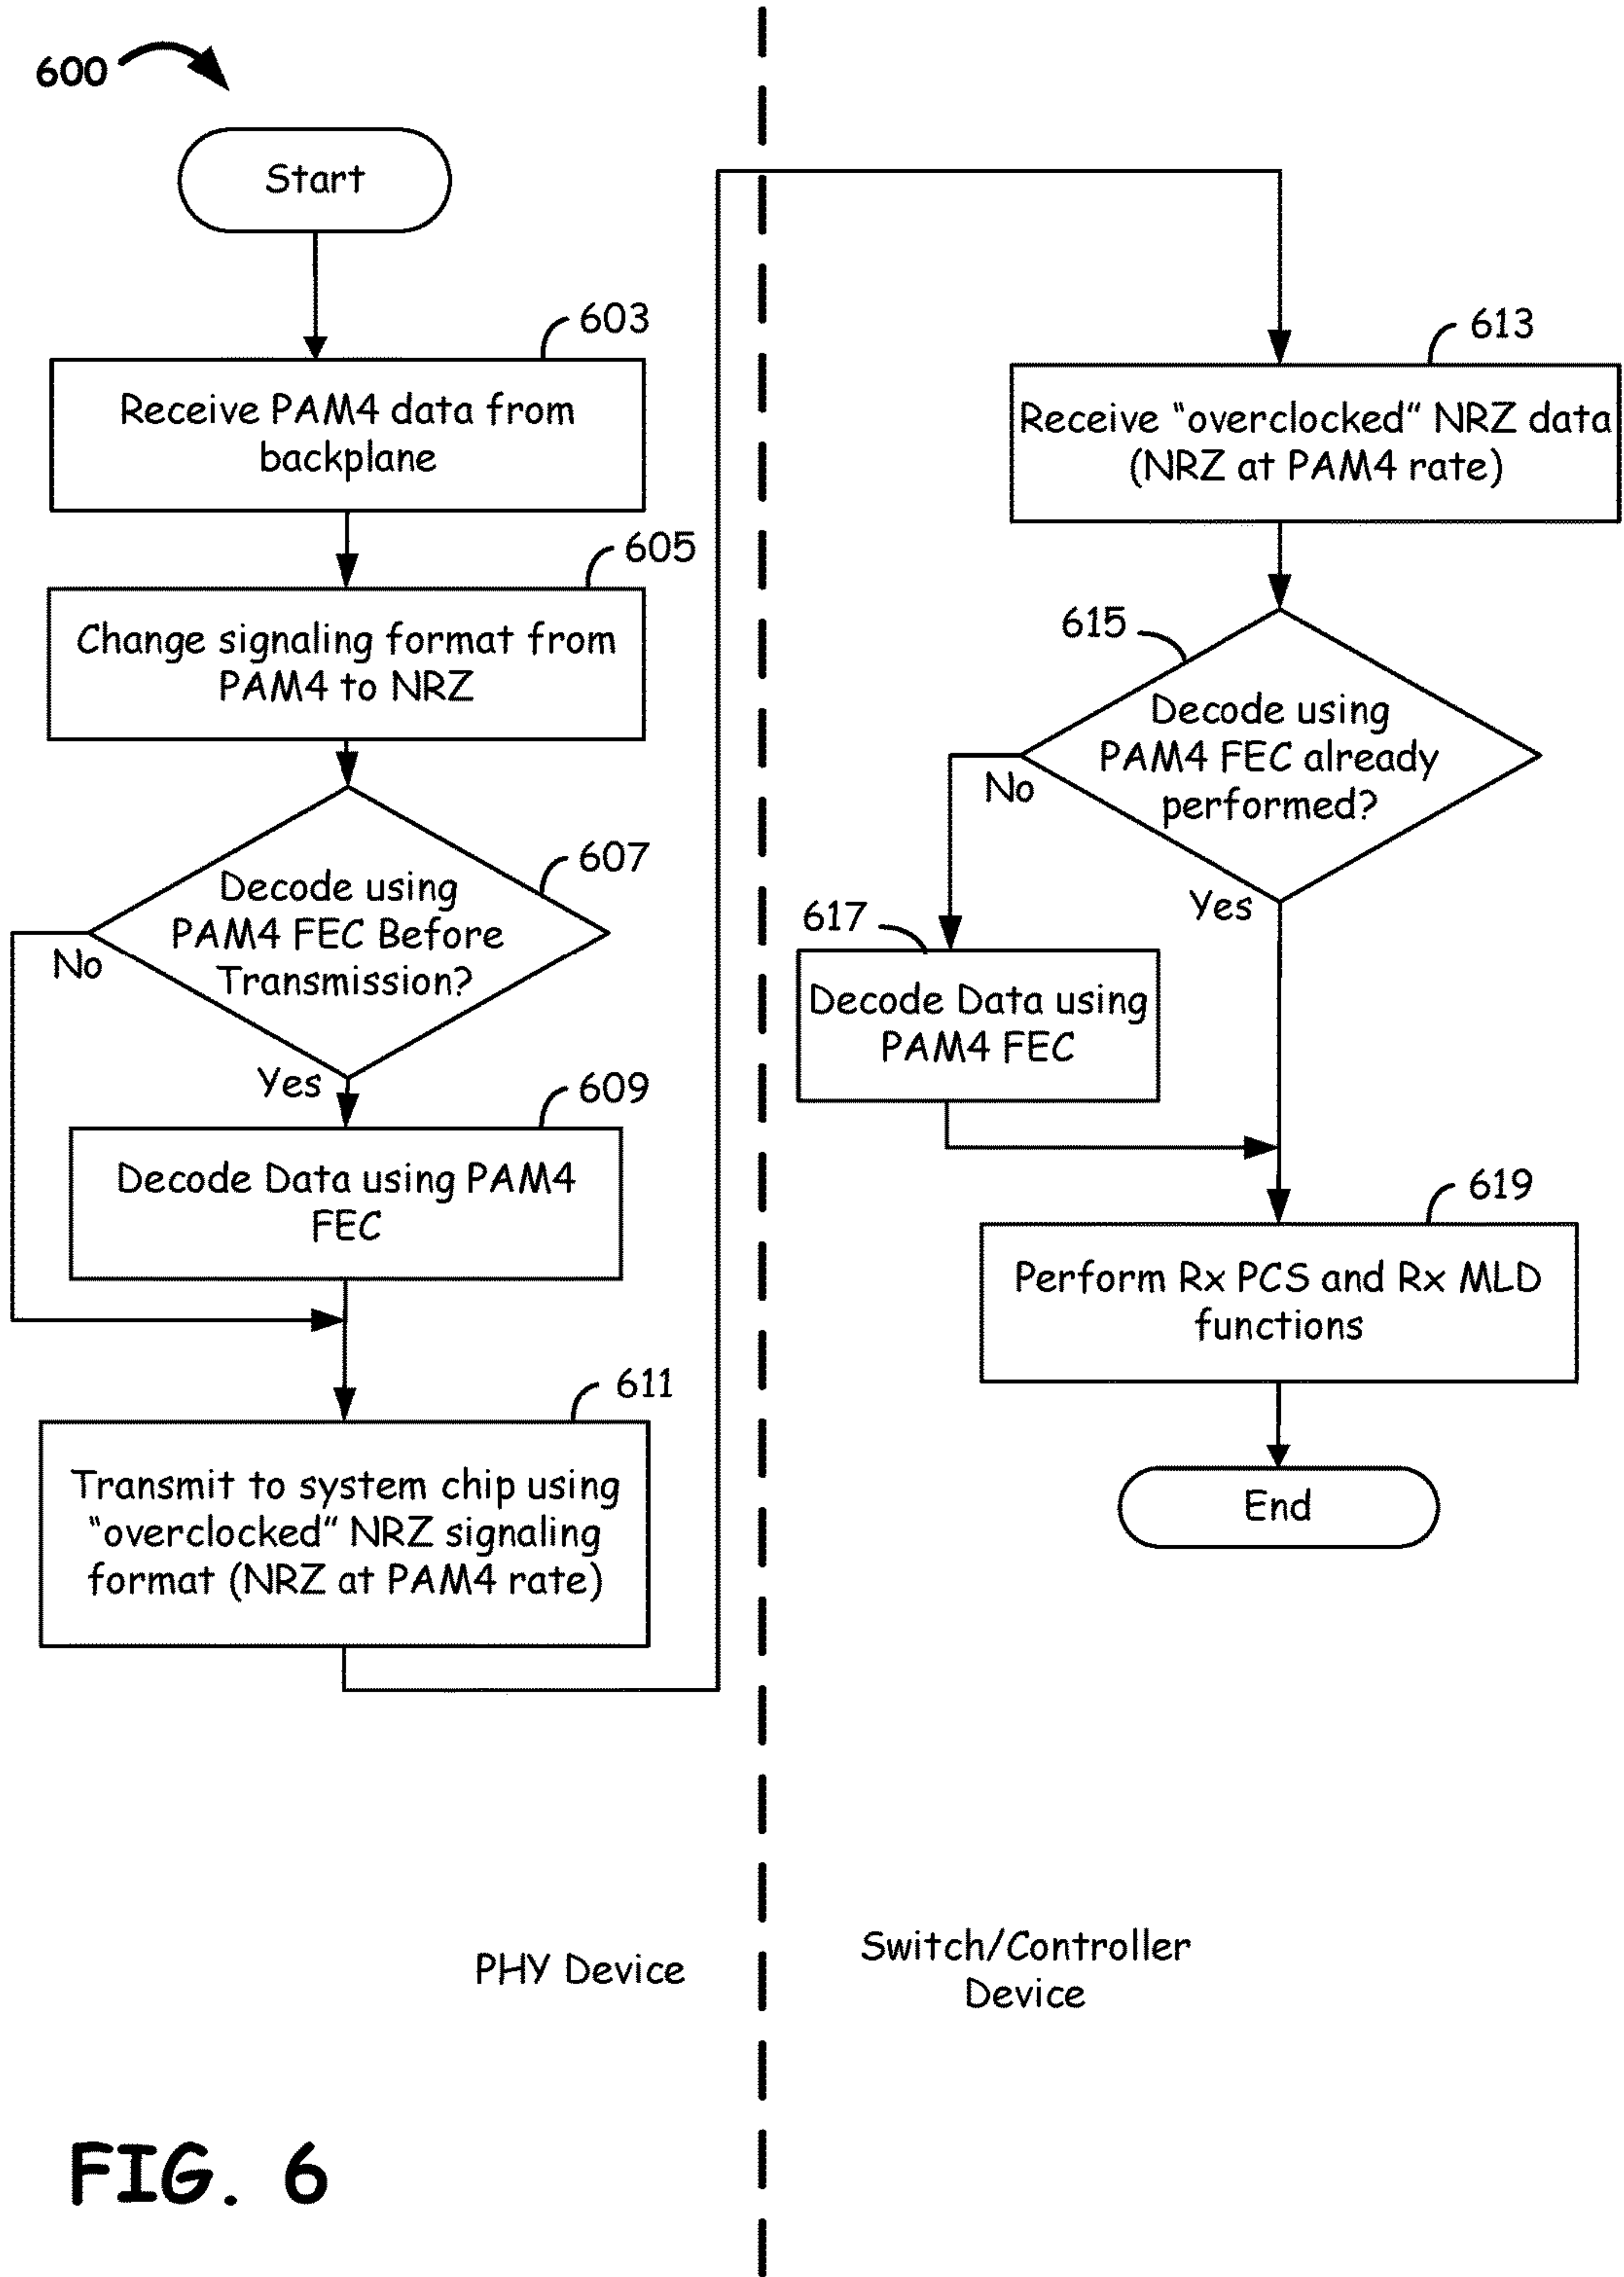 600
Start
603
Receive PAM4 data from
backplane
605
Change signaling format from
PAM4 to NRZ
607
Decode using
PAM4 FEC Before
Transmission?
No
Yes
609
Decode Data using PAM4
FEC
611
Transmit to system chip using
“overclocked” NRZ signaling
format (NRZ at PAM4 rate)
PHY Device
613
Receive “overclocked” NRZ data
(NRZ at PAM4 rate)
615
Decode using
PAM4 FEC already
performed?
No
Yes
617
Decode Data using
PAM4 FEC
619
Perform Rx PCS and Rx MLD
functions
End
Switch/Controller
Device
FIG. 6